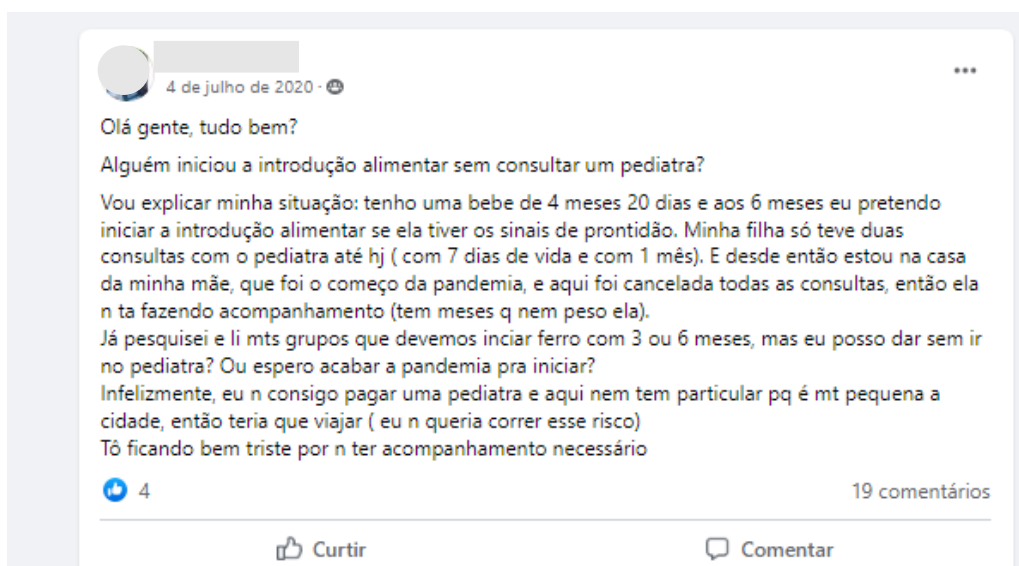 4 de julho de 2020 ·
Olá gente, tudo bem?
Alguém iniciou a introdução alimentar sem consultar um pediatra?
Vou explicar minha situação: tenho uma bebe de 4 meses 20 dias e aos 6 meses eu pretendo
iniciar a introdução alimentar se ela tiver os sinais de prontidão. Minha filha só teve duas
consultas com o pediatra até hj ( com 7 dias de vida e com 1 mês). E desde então estou na casa
da minha mãe, que foi o começo da pandemia, e aqui foi cancelada todas as consultas, então ela
n ta fazendo acompanhamento (tem meses q nem peso ela).
Já pesquisei e li mts grupos que devemos inciar ferro com 3 ou 6 meses, mas eu posso dar sem ir
no pediatra? Ou espero acabar a pandemia pra iniciar?
Infelizmente, eu n consigo pagar uma pediatra e aqui nem tem particular pq é mt pequena a
cidade, então teria que viajar ( eu n queria correr esse risco)
Tô ficando bem triste por n ter acompanhamento necessário
4
19 comentários
Curtir
Comentar